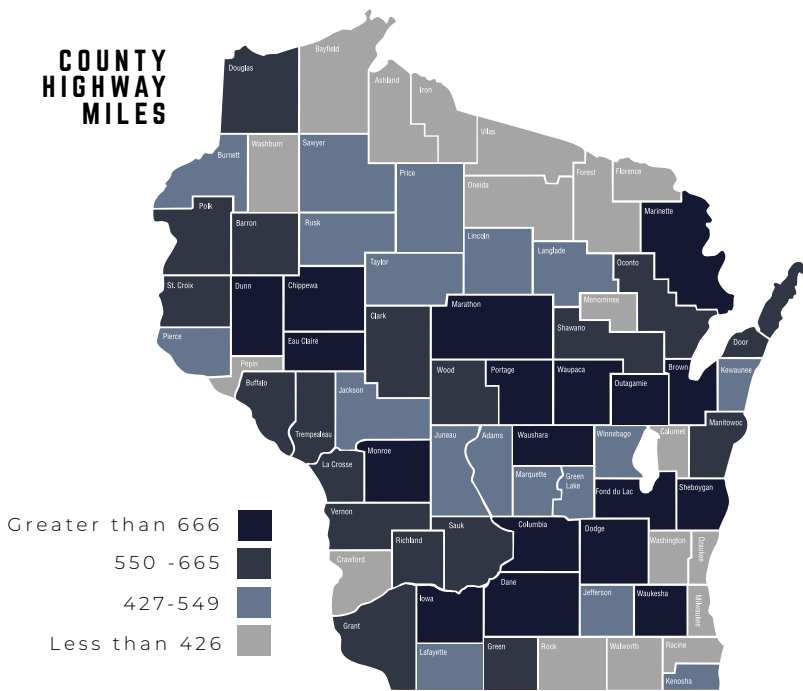 COUNTY
HIGHWAY
MILES
Bayfield
Douglas
Ashland
Iron
Vilas
Burnett
Washburn
Sawyer
Price
Oneida
Forest
Florence
Marinette
Polk
Barron
Rusk
Lincoln
Langlade
Taylor
Oconto
St. Croix
Dunn
Chippewa
Marathon
Menominee
Clark
Shawano
Pierce
Eau Claire
Door
Pepin
Wood
Portage
Waupaca
Brown
Kewaunee
Buffalo
Jackson
Outagamie
Trempealeau
Juneau
Adams
Waushara
Winnebago
Calumet
Manitowoc
La Crosse
Monroe
Marquette
Green
Lake
Fond du Lac
Sheboygan
Vernon
Sauk
Columbia
Dodge
Richland
Washington
Ozaukee
Crawford
Dane
Iowa
Jefferson
Waukesha
Milwaukee
Grant
Lafayette
Green
Rock
Walworth
Racine
Kenosha
Greater than 666
550 -665
427-549
Less than 426